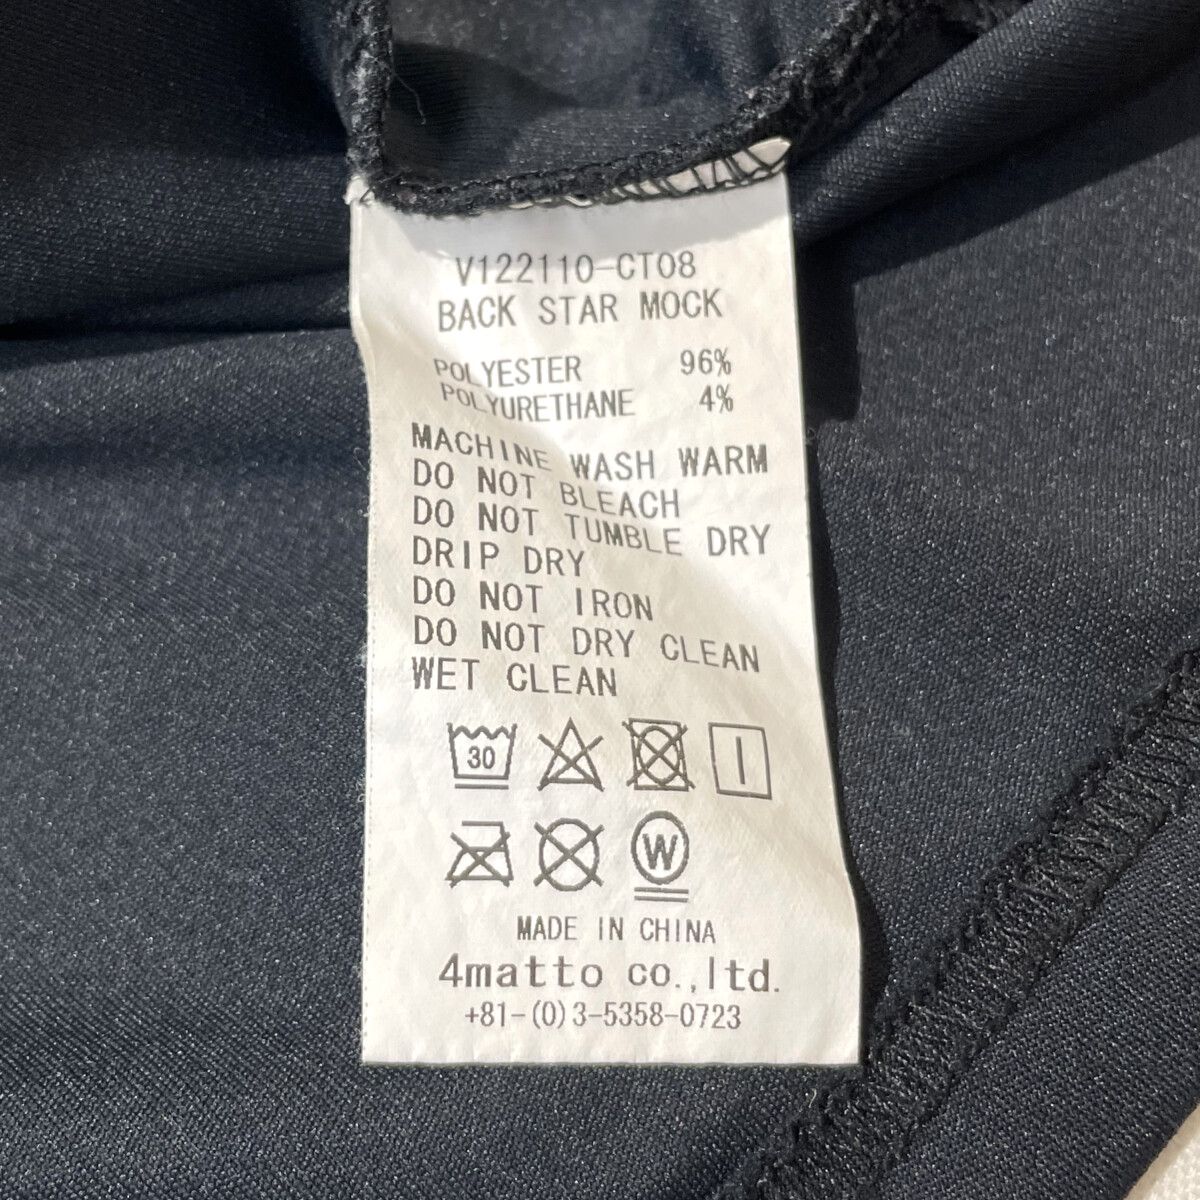 V122110-CT08
BACK STAR MOCK
POLYESTER 96%
POLYURETHANE 4%
MACHINE WASH WARM
DO NOT BLEACH
DO NOT TUMBLE DRY
DRIP DRY
DO NOT IRON
DO NOT DRY CLEAN
WET CLEAN
30
W
MADE IN CHINA
4matto co.,ltd.
+81-(0)3-5358-0723